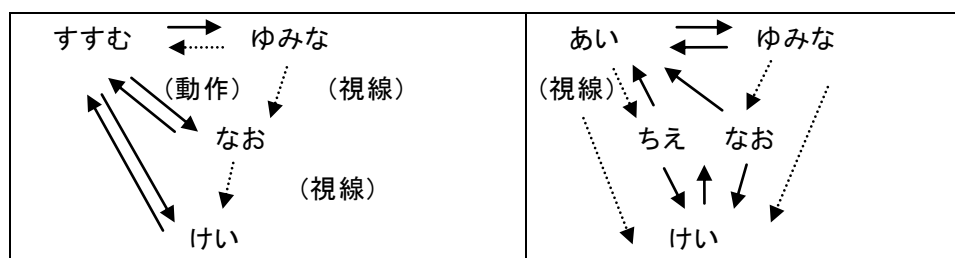 すすむ ゆみな
(動作) (視線)
なお
(視線)
けい
あい ゆみな
(視線)
ちえ なお
けい